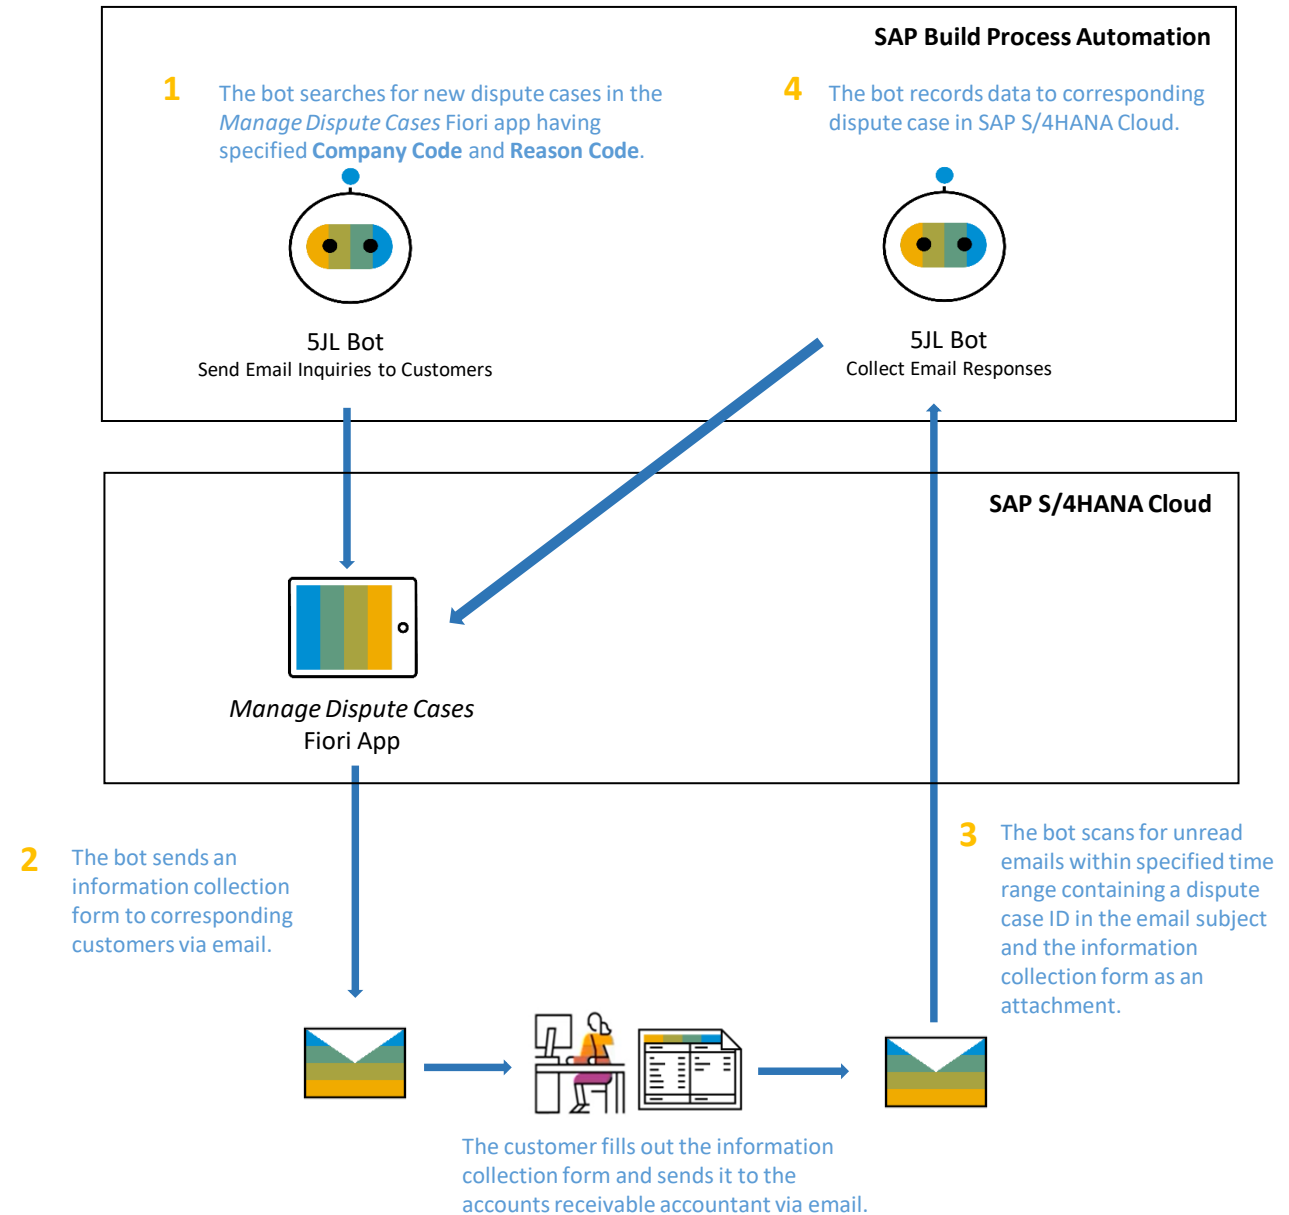 SAP Build Process Automation
1
The bot searches for new dispute cases in the
Manage Dispute Cases Fiori app having
specified Company Code and Reason Code.
4
The bot records data to corresponding
dispute case in SAP S/4HANA Cloud.
5JL Bot
Send Email Inquiries to Customers
5JL Bot
Collect Email Responses
SAP S/4HANA Cloud
Manage Dispute Cases
Fiori App
2
The bot sends an
information collection
form to corresponding
customers via email.
3
The bot scans for unread
emails within specified time
range containing a dispute
case ID in the email subject
and the information
collection form as an
attachment.
The customer fills out the information
collection form and sends it to the
accounts receivable accountant via email.